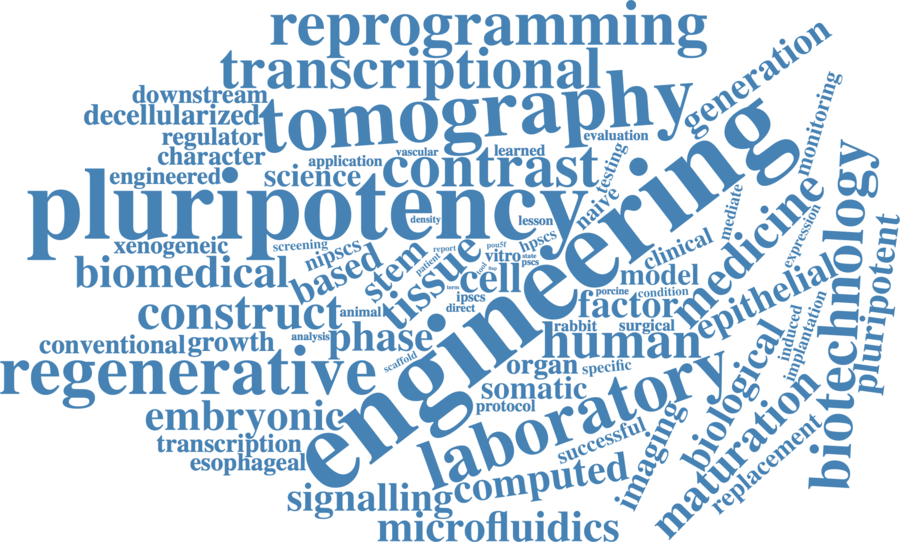 reprogramming
transcriptional
generation
tomography
downstream
decellularized
monitoring
regulator
evaluation
character
vascular
learned
application
contrast
testing
engineered
science
pluripotency
engineering
naive
mediate
medicine
biotechnology
density
lesson
expression
pluripotent
xenogeneic
screening
nipscs
stem
tissue
report
patient
pou5f
hpscs
vitro
state
pscs
clinical
biomedical
based
cell
model
epithelial
term
ipscs
porcine
condition
construct
animal
direct
factor
induced
implantation
rabbit
surgical
conventional
growth
analysis
phase
human
scaffold
regenerative
organ
specific
somatic
laboratory
biological
embryonic
protocol
maturation
transcription
successful
imaging
replacement
esophageal
signalling
computed
microfluidics